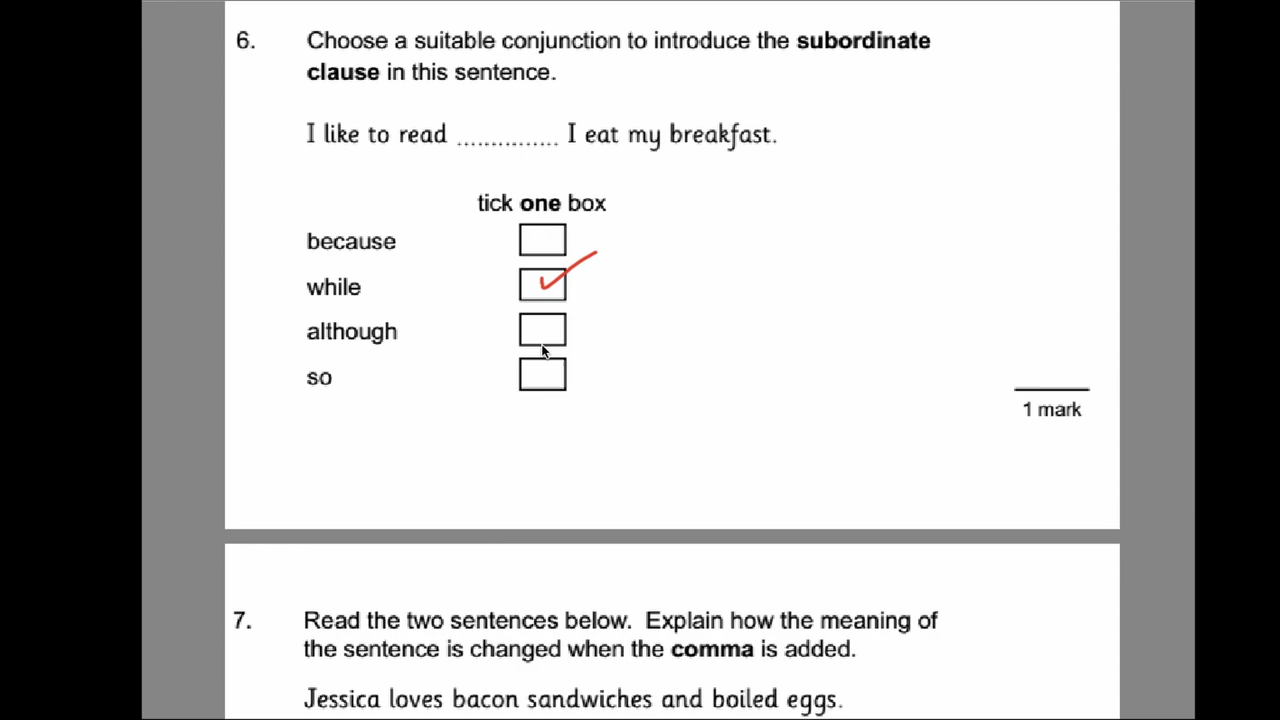 6. Choose a suitable conjunction to introduce the subordinate
clause in this sentence.
I like to read ............... I eat my breakfast.
tick one box
because
while
although
so
1 mark
7. Read the two sentences below. Explain how the meaning of
the sentence is changed when the comma is added.
Jessica loves bacon sandwiches and boiled eggs.